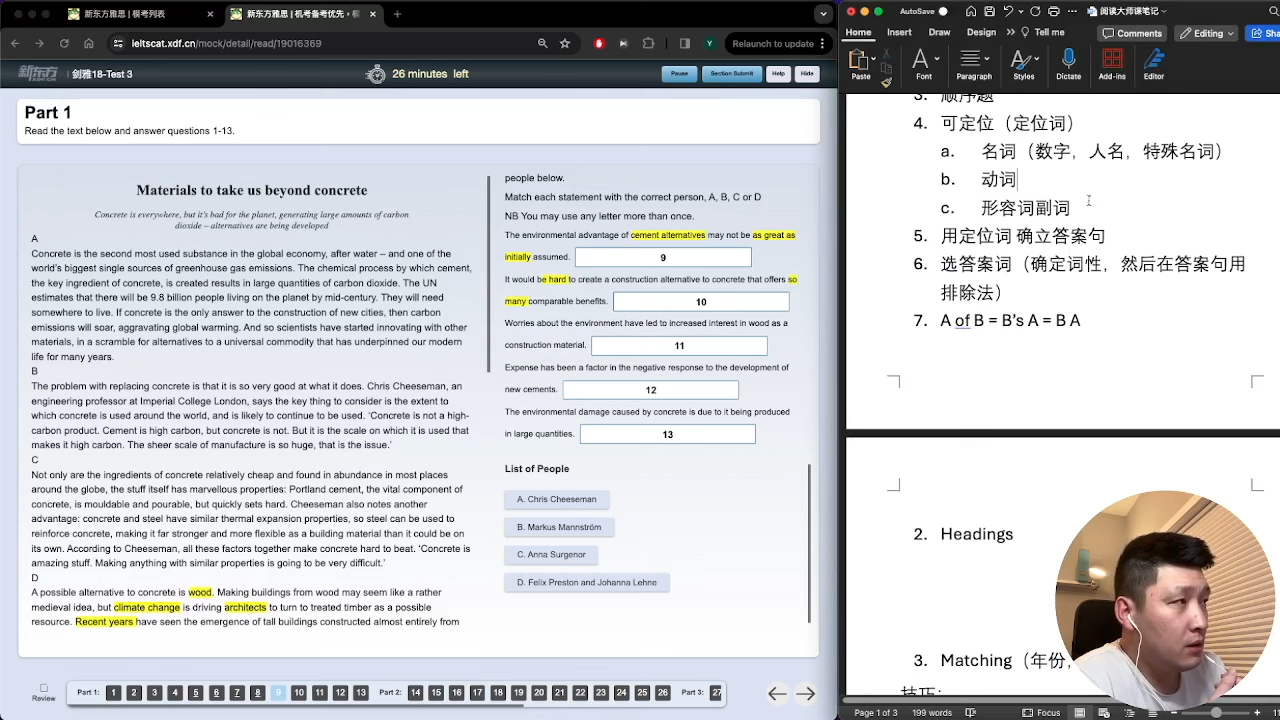 新东方雅思 | 模考列表
新东方雅思 | 机考备考优先 •
ieltscat.xdf.cn/mock/detail/read/19016369
Y
Relaunch to update
新东方
剑雅18-Test 3
26 minutes left
Pause
Section Submit
Help
Hide
Part 1
Read the text below and answer questions 1-13.
Materials to take us beyond concrete
Concrete is everywhere, but it's bad for the planet, generating large amounts of carbon
dioxide – alternatives are being developed
A
Concrete is the second most used substance in the global economy, after water – and one of the
world's biggest single sources of greenhouse gas emissions. The chemical process by which cement,
the key ingredient of concrete, is created results in large quantities of carbon dioxide. The UN
estimates that there will be 9.8 billion people living on the planet by mid-century. They will need
somewhere to live. If concrete is the only answer to the construction of new cities, then carbon
emissions will soar, aggravating global warming. And so scientists have started innovating with other
materials, in a scramble for alternatives to a universal commodity that has underpinned our modern
life for many years.
B
The problem with replacing concrete is that it is so very good at what it does. Chris Cheeseman, an
engineering professor at Imperial College London, says the key thing to consider is the extent to
which concrete is used around the world, and is likely to continue to be used. 'Concrete is not a high-
carbon product. Cement is high carbon, but concrete is not. But it is the scale on which it is used that
makes it high carbon. The sheer scale of manufacture is so huge, that is the issue.'
C
Not only are the ingredients of concrete relatively cheap and found in abundance in most places
around the globe, the stuff itself has marvellous properties: Portland cement, the vital component of
concrete, is mouldable and pourable, but quickly sets hard. Cheeseman also notes another
advantage: concrete and steel have similar thermal expansion properties, so steel can be used to
reinforce concrete, making it far stronger and more flexible as a building material than it could be on
its own. According to Cheeseman, all these factors together make concrete hard to beat. 'Concrete is
amazing stuff. Making anything with similar properties is going to be very difficult.'
D
A possible alternative to concrete is wood. Making buildings from wood may seem like a rather
medieval idea, but climate change is driving architects to turn to treated timber as a possible
resource. Recent years have seen the emergence of tall buildings constructed almost entirely from
people below.
Match each statement with the correct person, A, B, C or D
NB You may use any letter more than once.
The environmental advantage of cement alternatives may not be as great as
initially assumed. 9
It would be hard to create a construction alternative to concrete that offers so
many comparable benefits. 10
Worries about the environment have led to increased interest in wood as a
construction material. 11
Expense has been a factor in the negative response to the development of
new cements. 12
The environmental damage caused by concrete is due to it being produced
in large quantities. 13
List of People
A. Chris Cheeseman
B. Markus Mannström
C. Anna Surgenor
D. Felix Preston and Johanna Lehne
Review
Part 1: 1 2 3 4 5 6 7 8 9 10 11 12 13 Part 2: 14 15 16 17 18 19 20 21 22 23 24 25 26 Part 3: 27
AutoSave
阅读大师课笔记
Home Insert Draw Design >> Tell me
Comments
Editing
Sha
Paste
Font
Paragraph
Styles
Dictate
Add-ins
Editor
3. 顺序题
4. 可定位（定位词）
a. 名词（数字，人名，特殊名词）
b. 动词
c. 形容词副词
5. 用定位词 确立答案句
6. 选答案词（确定词性，然后在答案句用
排除法）
7. A of B = B's A = B A
2. Headings
3. Matching（年份，
技巧：
Page 1 of 3 199 words
Focus